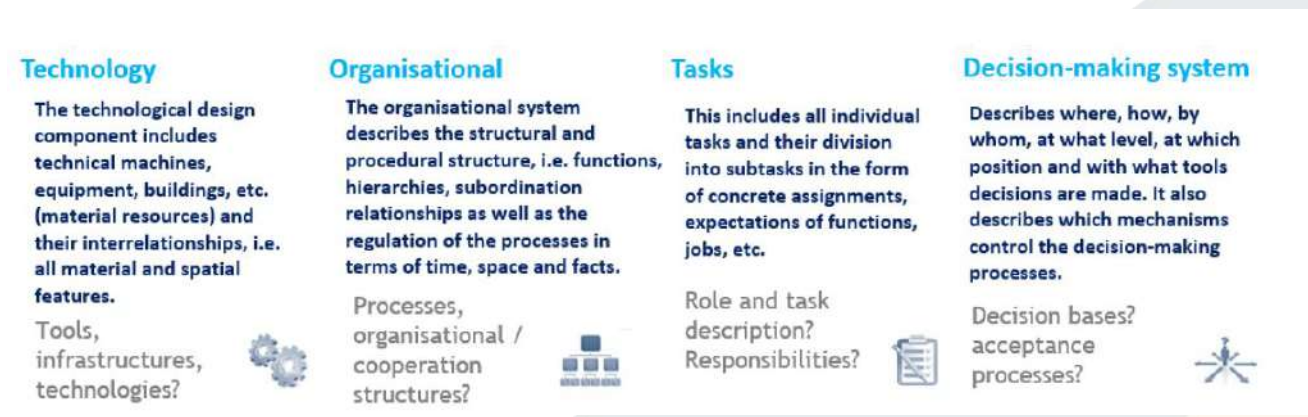 Technology
The technological design
component includes
technical machines,
equipment, buildings, etc.
(material resources) and
their interrelationships, i.e.
all material and spatial
features.
Tools,
infrastructures,
technologies?
Organisational
The organisational system
describes the structural and
procedural structure, i.e. functions,
hierarchies, subordination
relationships as well as the
regulation of the processes in
terms of time, space and facts.
Processes,
organisational /
cooperation
structures?
Tasks
This includes all individual
tasks and their division
into subtasks in the form
of concrete assignments,
expectations of functions,
jobs, etc.
Role and task
description?
Responsibilities?
Decision-making system
Describes where, how, by
whom, at what level, at which
position and with what tools
decisions are made. It also
describes which mechanisms
control the decision-making
processes.
Decision bases?
acceptance
processes?